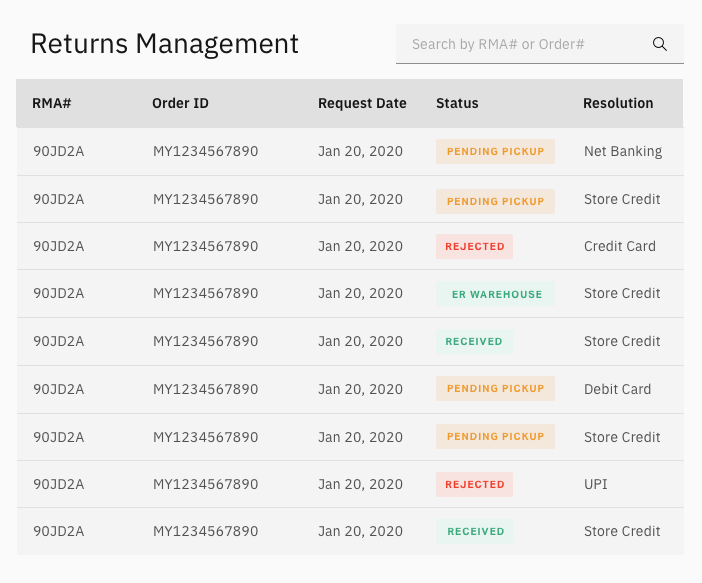 Returns Management
Search by RMA# or Order#
RMA# Order ID Request Date Status Resolution
90JD2A MY1234567890 Jan 20, 2020 PENDING PICKUP Net Banking
90JD2A MY1234567890 Jan 20, 2020 PENDING PICKUP Store Credit
90JD2A MY1234567890 Jan 20, 2020 REJECTED Credit Card
90JD2A MY1234567890 Jan 20, 2020 ER WAREHOUSE Store Credit
90JD2A MY1234567890 Jan 20, 2020 RECEIVED Store Credit
90JD2A MY1234567890 Jan 20, 2020 PENDING PICKUP Debit Card
90JD2A MY1234567890 Jan 20, 2020 PENDING PICKUP Store Credit
90JD2A MY1234567890 Jan 20, 2020 REJECTED UPI
90JD2A MY1234567890 Jan 20, 2020 RECEIVED Store Credit